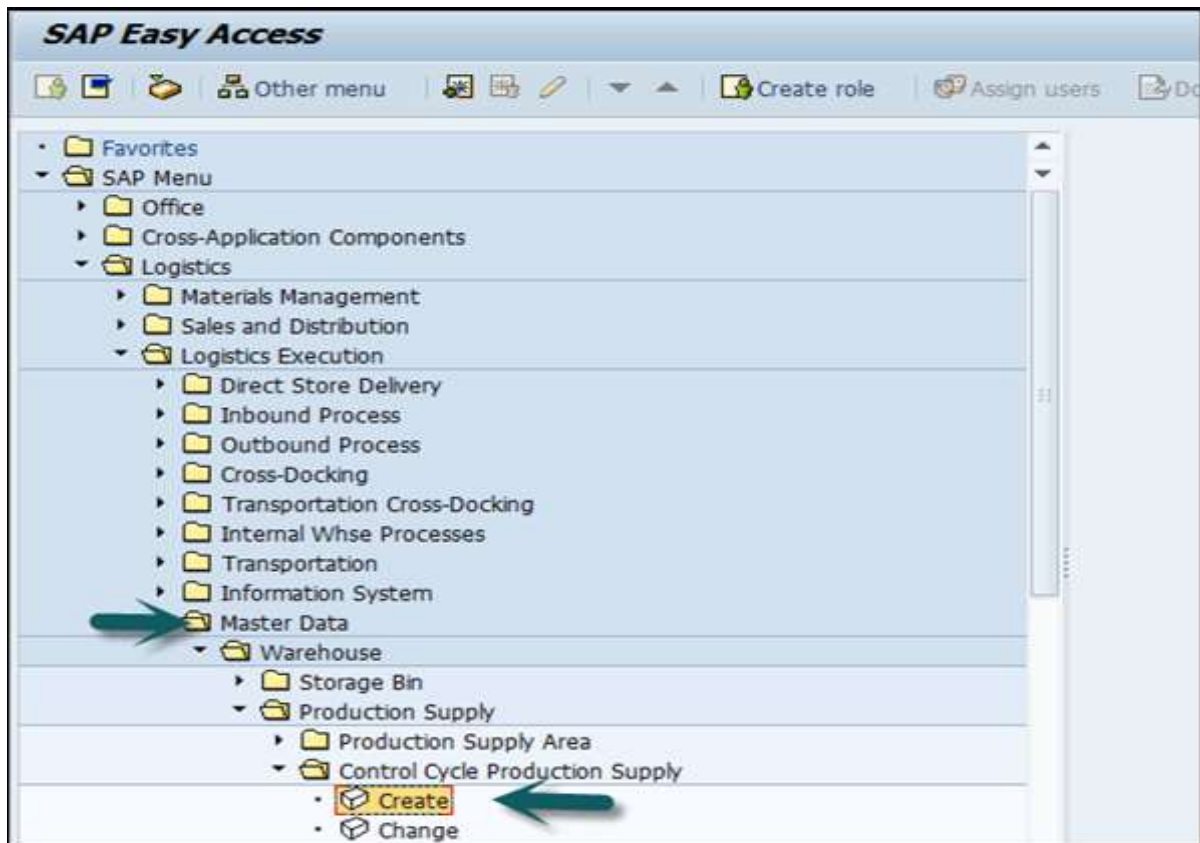 SAP Easy Access
Other menu Create role Assign users Do
Favorites
SAP Menu
Office
Cross-Application Components
Logistics
Materials Management
Sales and Distribution
Logistics Execution
Direct Store Delivery
Inbound Process
Outbound Process
Cross-Docking
Transportation Cross-Docking
Internal Whse Processes
Transportation
Information System
Master Data
Warehouse
Storage Bin
Production Supply
Production Supply Area
Control Cycle Production Supply
Create
Change